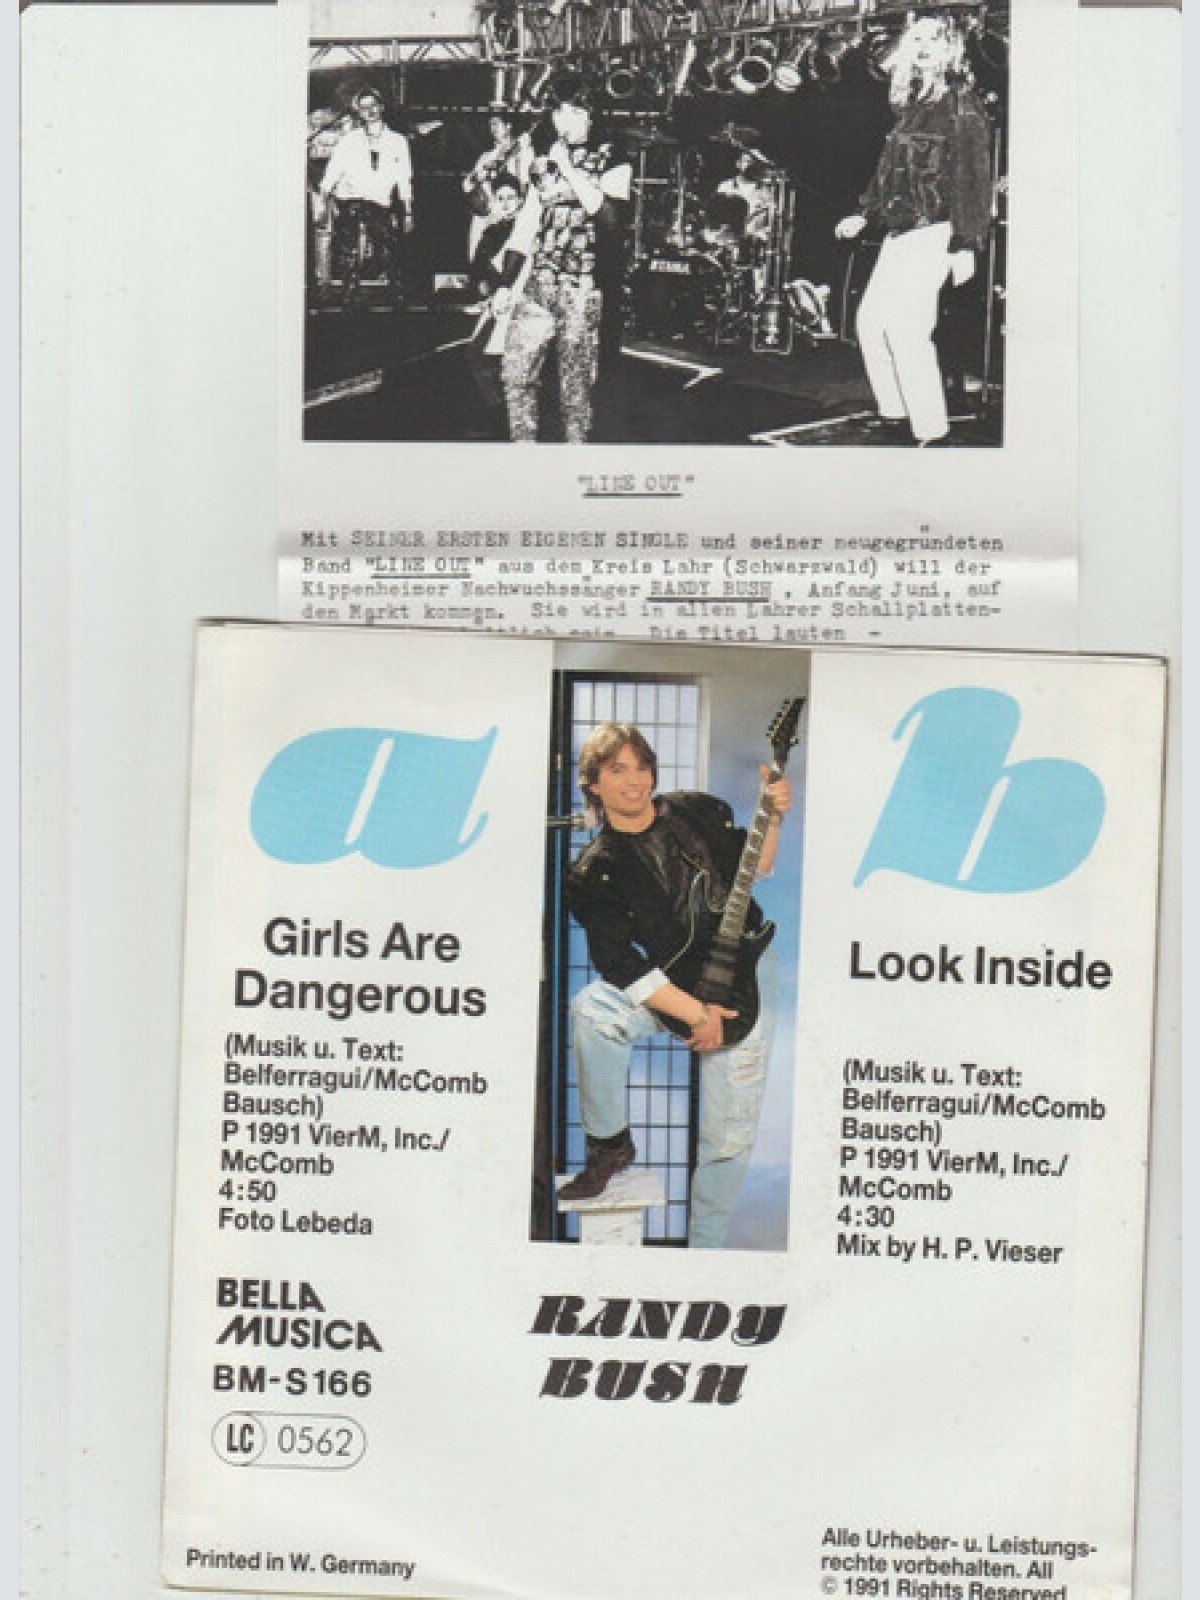 "LINE OUT"
Mit SEINER ERSTEN EIGENEN SINGLE und seiner neugegründeten
Band "LINE OUT" aus dem Kreis Lahr (Schwarzwald) will der
Kippenheimer Nachwuchssänger RANDY BUSH , Anfang Juni, auf
den Markt kommen. Sie wird in allen Lahrer Schallplatten-
sein. Die Titel lauten -
a
b
Girls Are
Dangerous
(Musik u. Text:
Belferragui/McComb
Bausch)
P 1991 VierM, Inc./
McComb
4:50
Foto Lebeda
Look Inside
(Musik u. Text:
Belferragui/McComb
Bausch)
P 1991 VierM, Inc./
McComb
4:30
Mix by H. P. Vieser
BELLA
MUSICA
BM-S166
LC 0562
RANDY
BUSH
Printed in W. Germany
Alle Urheber- u. Leistungs-
rechte vorbehalten. All
© 1991 Rights Reserved